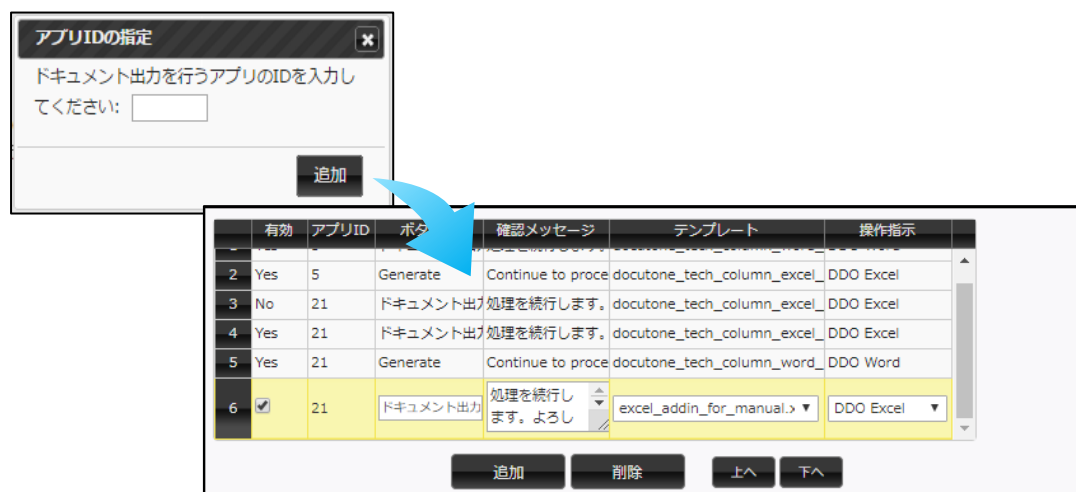 アプリIDの指定
ドキュメント出力を行うアプリのIDを入力し
てください:
追加
有効 アプリID ボタ 確認メッセージ テンプレート 操作指示
2 Yes 5 Generate Continue to proce docutone_tech_column_excel_ DDO Excel
3 No 21 ドキュメント出力 処理を続行します。 docutone_tech_column_excel_ DDO Excel
4 Yes 21 ドキュメント出力 処理を続行します。 docutone_tech_column_excel_ DDO Excel
5 Yes 21 Generate Continue to proce docutone_tech_column_word_ DDO Word
6 21 ドキュメント出力 処理を続行し excel_addin_for_manual.x DDO Excel
ます。よろし
追加 削除 上へ 下へ